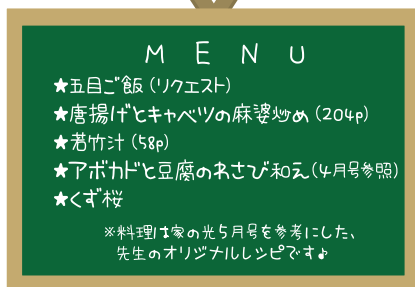 MENU
★五目ご飯(リクエスト)
★唐揚げとキャベツの麻婆炒め(204p)
★若竹汁(58p)
★アボカドと豆腐のわさび和え(4月号参照)
★くず桜
※料理は家の光5月号を参考にした、
先生のオリジナルレシピです♪